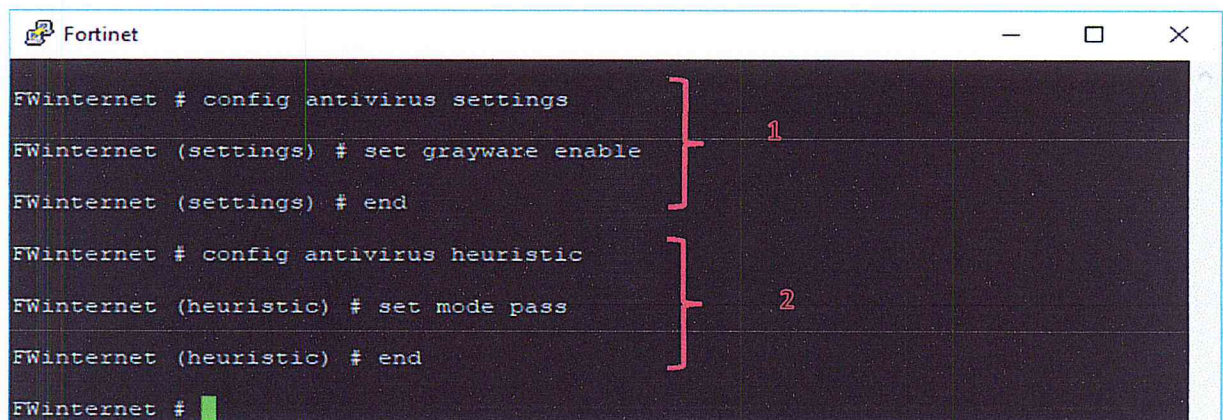 Fortinet
FWinternet # config antivirus settings
FWinternet (settings) # set grayware enable
FWinternet (settings) # end
1
FWinternet # config antivirus heuristic
FWinternet (heuristic) # set mode pass
FWinternet (heuristic) # end
2
FWinternet #